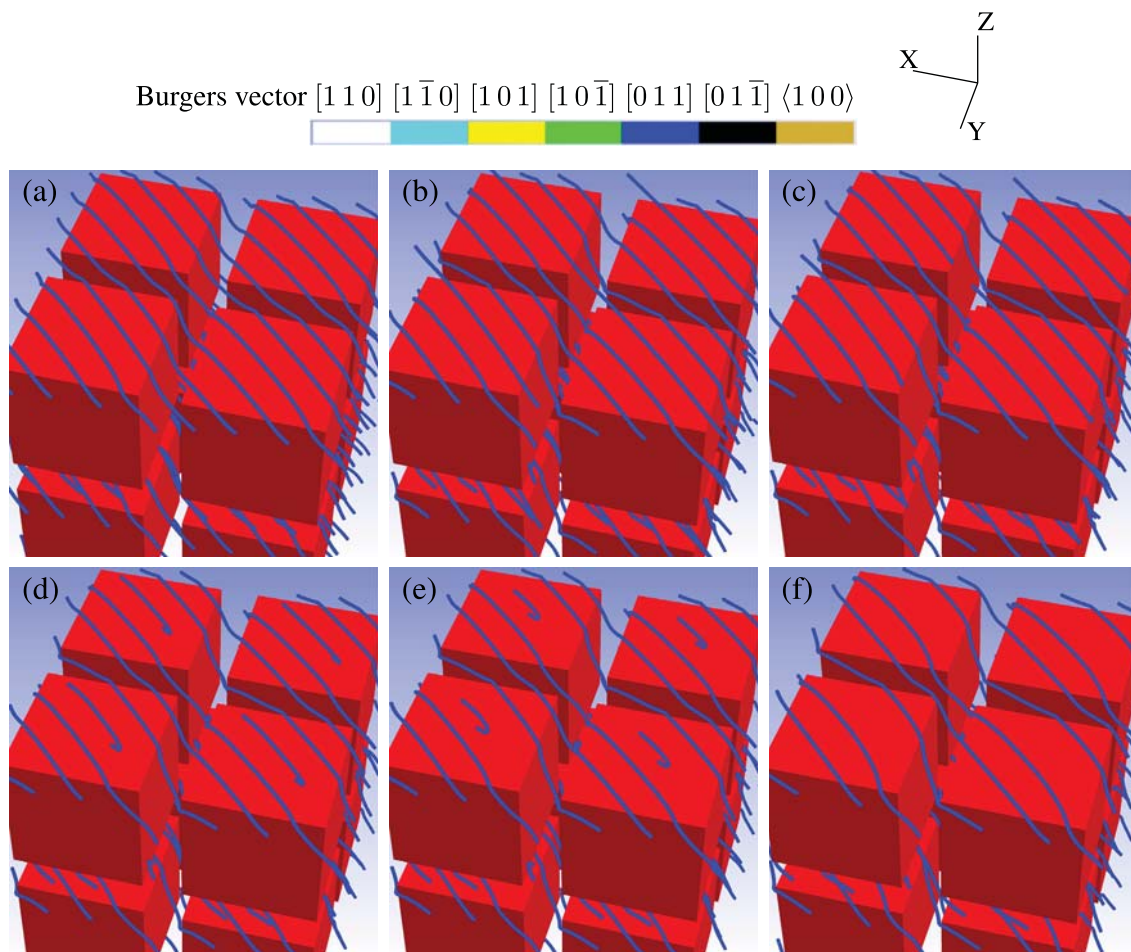 Z
X
Y
Burgers vector [1 1 0] [1 1̅ 0] [1 0 1] [1 0 1̅] [0 1 1] [0 1 1̅] ⟨1 0 0⟩
(a) (b) (c)
(d) (e) (f)